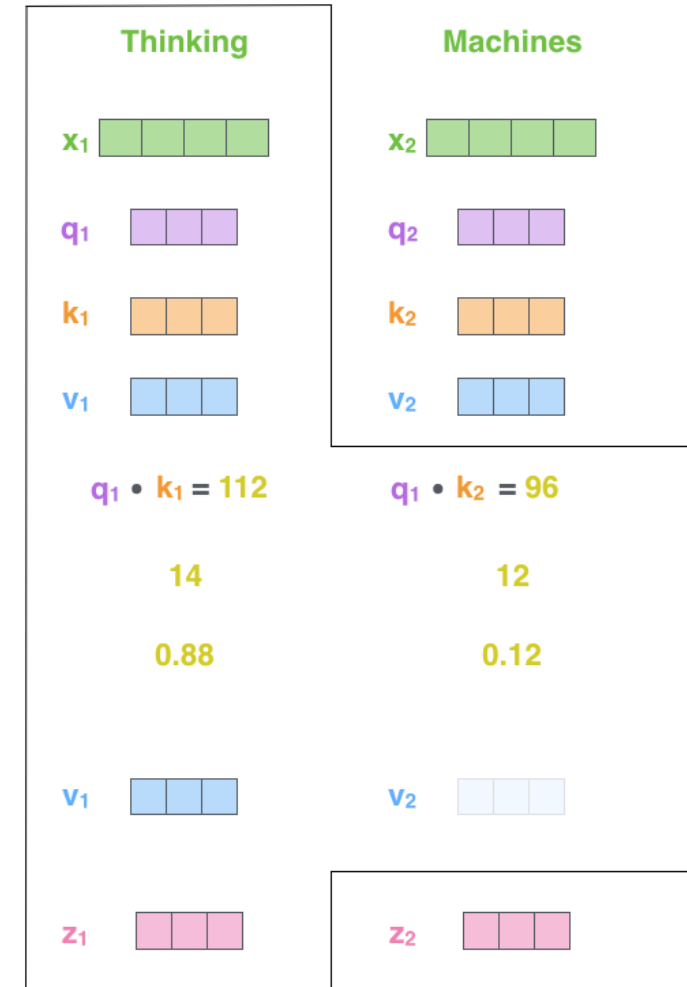 Thinking Machines
x₁ x₂
q₁ q₂
k₁ k₂
v₁ v₂
q₁ • k₁ = 112 q₁ • k₂ = 96
14 12
0.88 0.12
v₁ v₂
z₁ z₂